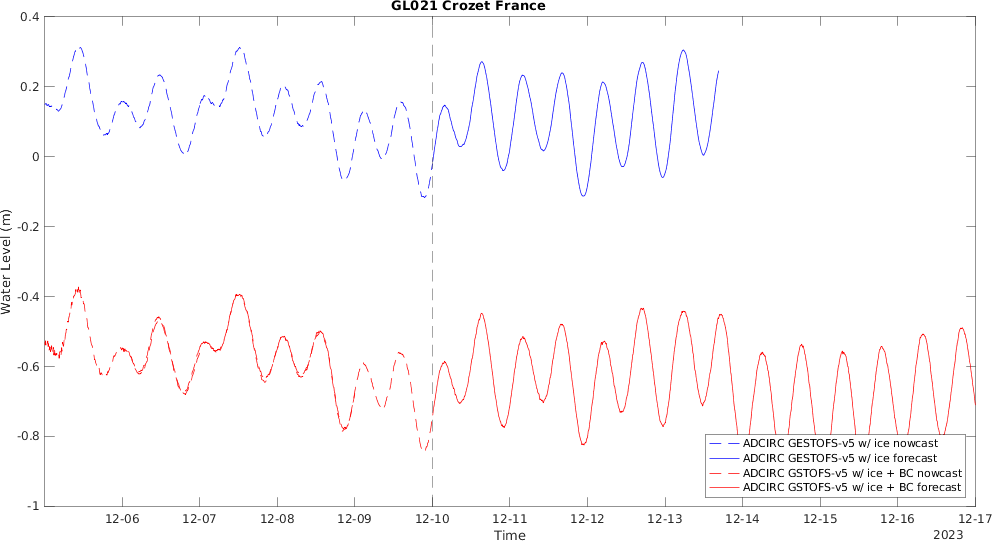 GL021 Crozet France
0.4
0.2
0
-0.2
-0.4
-0.6
-0.8
-1
Water Level (m)
ADCIRC GESTOFS-v5 w/ ice nowcast
ADCIRC GESTOFS-v5 w/ ice forecast
ADCIRC GSTOFS-v5 w/ ice + BC nowcast
ADCIRC GSTOFS-v5 w/ ice + BC forecast
12-06 12-07 12-08 12-09 12-10 12-11 12-12 12-13 12-14 12-15 12-16 12-17
Time
2023